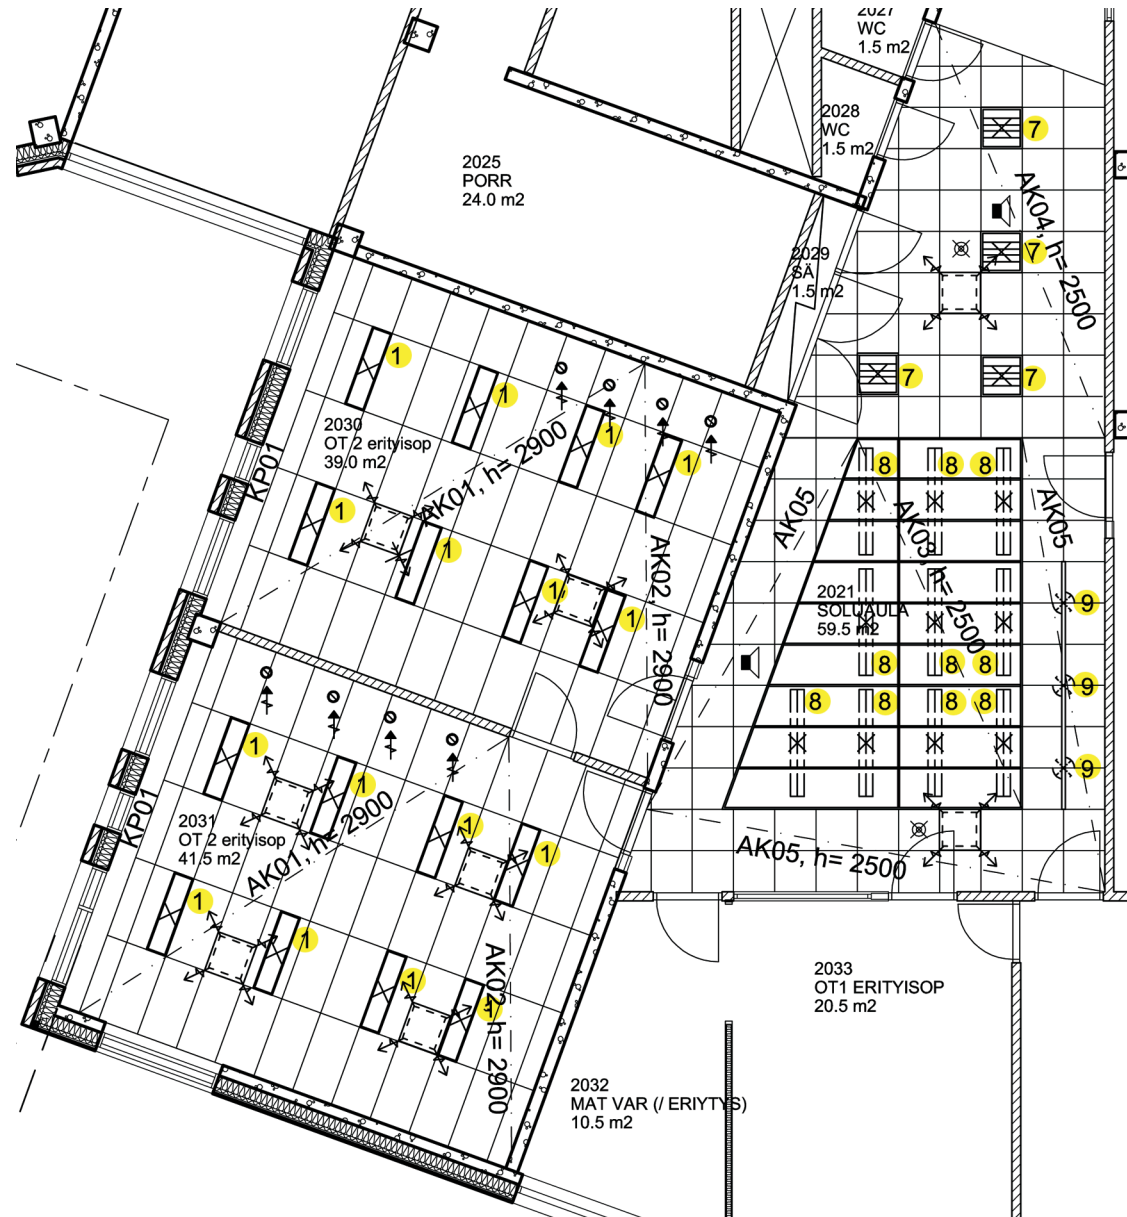 2027
WC
1.5 m2
2028
WC
1.5 m2
7
2025
PORR
24.0 m2
AK04, h= 2500
2029
SÄ
1.5 m2
7
7
7
1
1
1
1
2030
OT 2 erityisop
39.0 m2
AK01, h= 2900
KP01
1
1
1
1
AK02, h= 2900
AK05
8
8
8
AK03, h= 2500
AK05
2021
SOLUAULA
59.5 m2
9
8
8
8
9
8
8
8
8
9
AK05, h= 2500
1
1
1
1
2031
OT 2 erityisop
41.5 m2
AK01, h= 2900
KP01
1
1
1
1
AK02, h= 2900
2033
OT1 ERITYISOP
20.5 m2
2032
MAT VAR (/ ERIYTYS)
10.5 m2